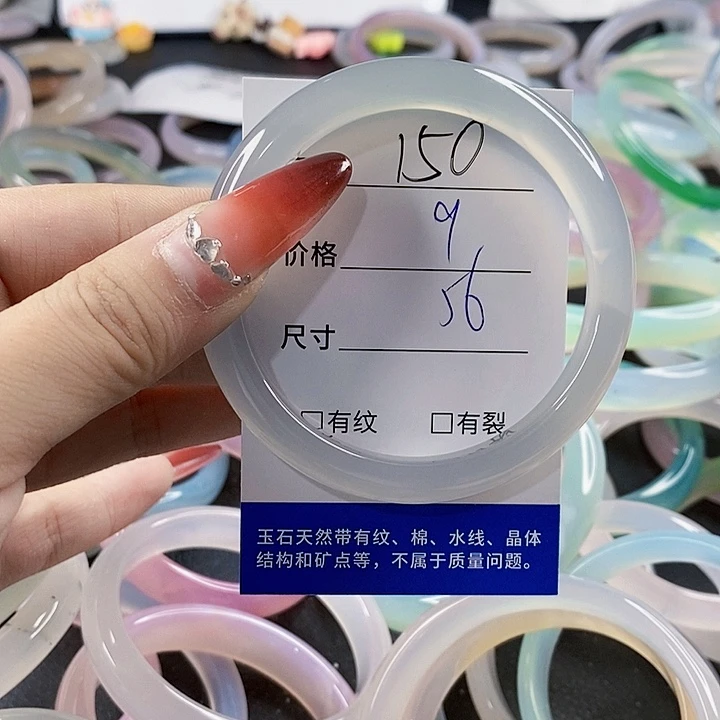 150
价格 9
尺寸 56
□有纹 □有裂
玉石天然带有纹、棉、水线、晶体
结构和矿点等，不属于质量问题。